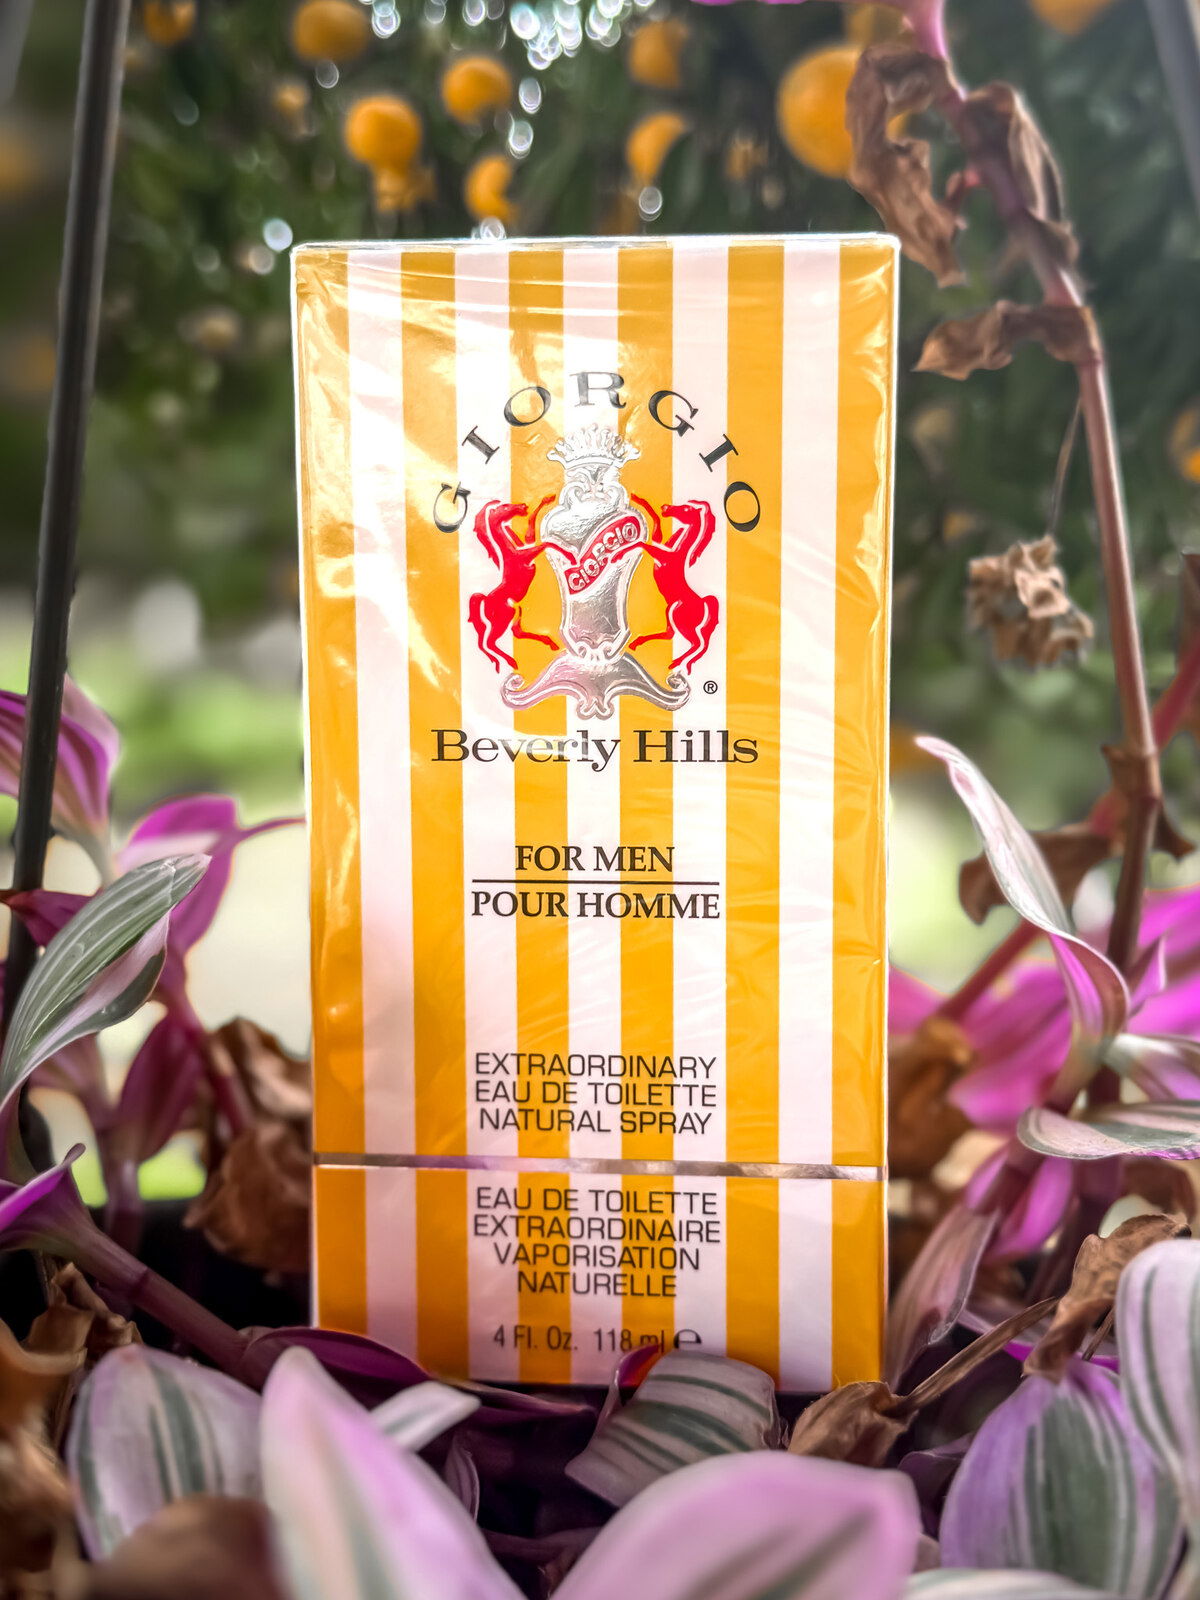 GIORGIO
GIORGIO
®
Beverly Hills
FOR MEN
POUR HOMME
EXTRAORDINARY
EAU DE TOILETTE
NATURAL SPRAY
EAU DE TOILETTE
EXTRAORDINAIRE
VAPORISATION
NATURELLE
4 Fl. Oz. 118 ml ℮